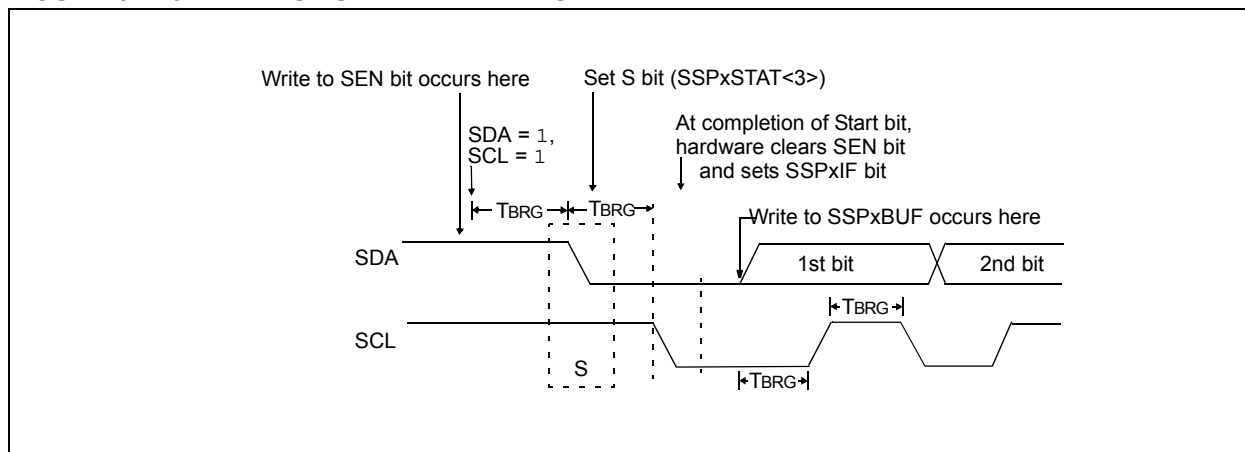 Write to SEN bit occurs here
Set S bit (SSPxSTAT<3>)
SDA = 1,
SCL = 1
At completion of Start bit,
hardware clears SEN bit
and sets SSPxIF bit
TBRG
TBRG
Write to SSPxBUF occurs here
SDA
1st bit
2nd bit
TBRG
SCL
S
TBRG